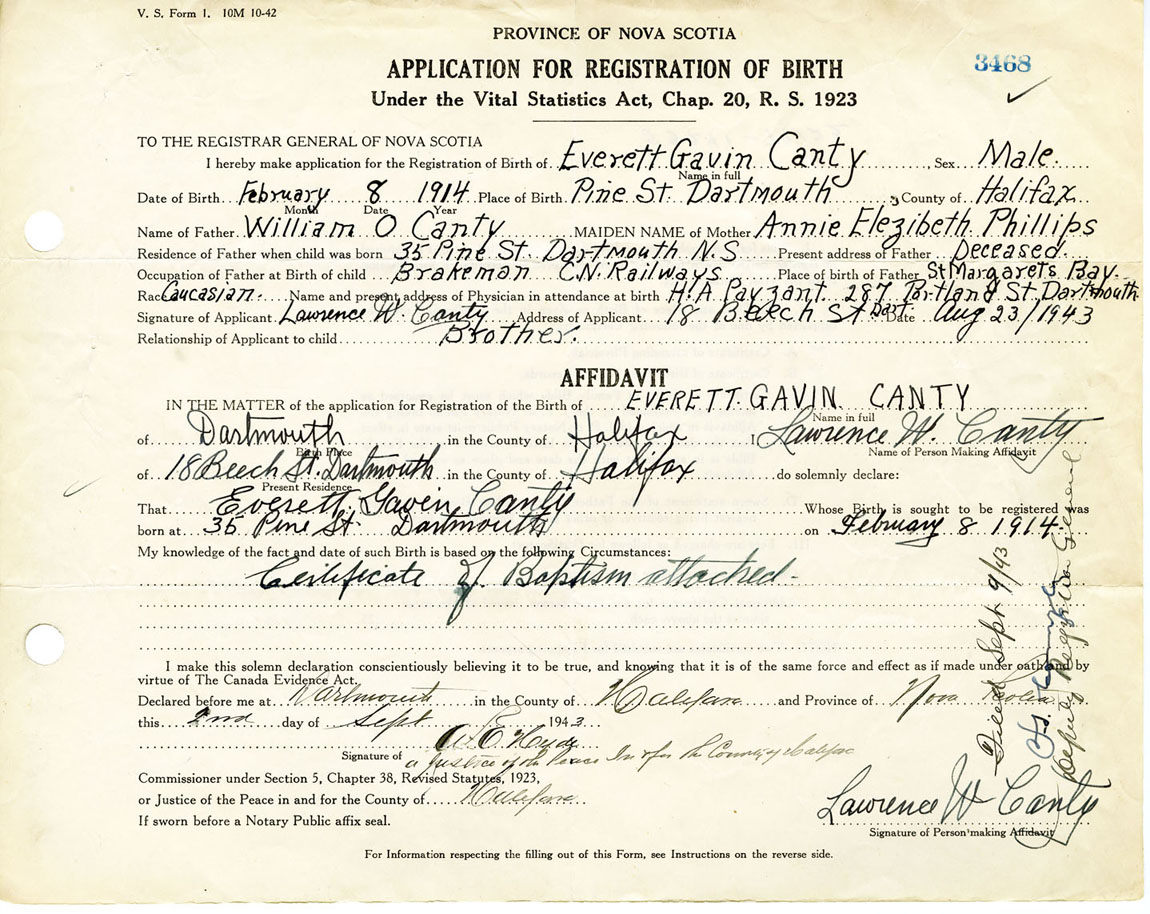 V. S. Form 1. 10M 10-42
PROVINCE OF NOVA SCOTIA
3468
APPLICATION FOR REGISTRATION OF BIRTH
Under the Vital Statistics Act, Chap. 20, R. S. 1923
TO THE REGISTRAR GENERAL OF NOVA SCOTIA
I hereby make application for the Registration of Birth of Everett Gavin Canty, Sex Male.
Name in full
Date of Birth February 8 1914 Place of Birth Pine St. Dartmouth, County of Halifax
Month Date Year
Name of Father William O. Canty MAIDEN NAME of Mother Annie Elezibeth Phillips
Residence of Father when child was born 35 Pine St. Dartmouth N.S Present address of Father Deceased.
Occupation of Father at Birth of child Brakeman C.N. Railways Place of birth of Father St Margarets Bay.
Race Caucasian. Name and present address of Physician in attendance at birth H.A Payzant 287 Portland St. Dartmouth
Signature of Applicant Lawrence W. Canty Address of Applicant 18 Beech St Dart. Date Aug 23/1943
Relationship of Applicant to child Brother.
AFFIDAVIT
IN THE MATTER of the application for Registration of the Birth of EVERETT GAVIN CANTY
Name in full
of Dartmouth in the County of Halifax I Lawrence W. Canty
Birth Place Name of Person Making Affidavit
of 18 Beech St. Dartmouth in the County of Halifax do solemnly declare:
Present Residence
That Everett Gaven Canty Whose Birth is sought to be registered was
born at 35 Pine St. Dartmouth on February 8 1914.
My knowledge of the fact and date of such Birth is based on the following Circumstances:
Certificate of Baptism attached.
I make this solemn declaration conscientiously believing it to be true, and knowing that it is of the same force and effect as if made under oath and by
virtue of The Canada Evidence Act.
Declared before me at Dartmouth in the County of Halifax and Province of Nova Scotia
this 2nd day of Sept 1943
Signature of a Justice of the Peace In & for the County of Halifax
Commissioner under Section 5, Chapter 38, Revised Statutes, 1923,
or Justice of the Peace in and for the County of Halifax
If sworn before a Notary Public affix seal.
Lawrence W Canty
Signature of Person making Affidavit
For Information respecting the filling out of this Form, see Instructions on the reverse side.
Filed Sept 9/43
Deputy Registrar General